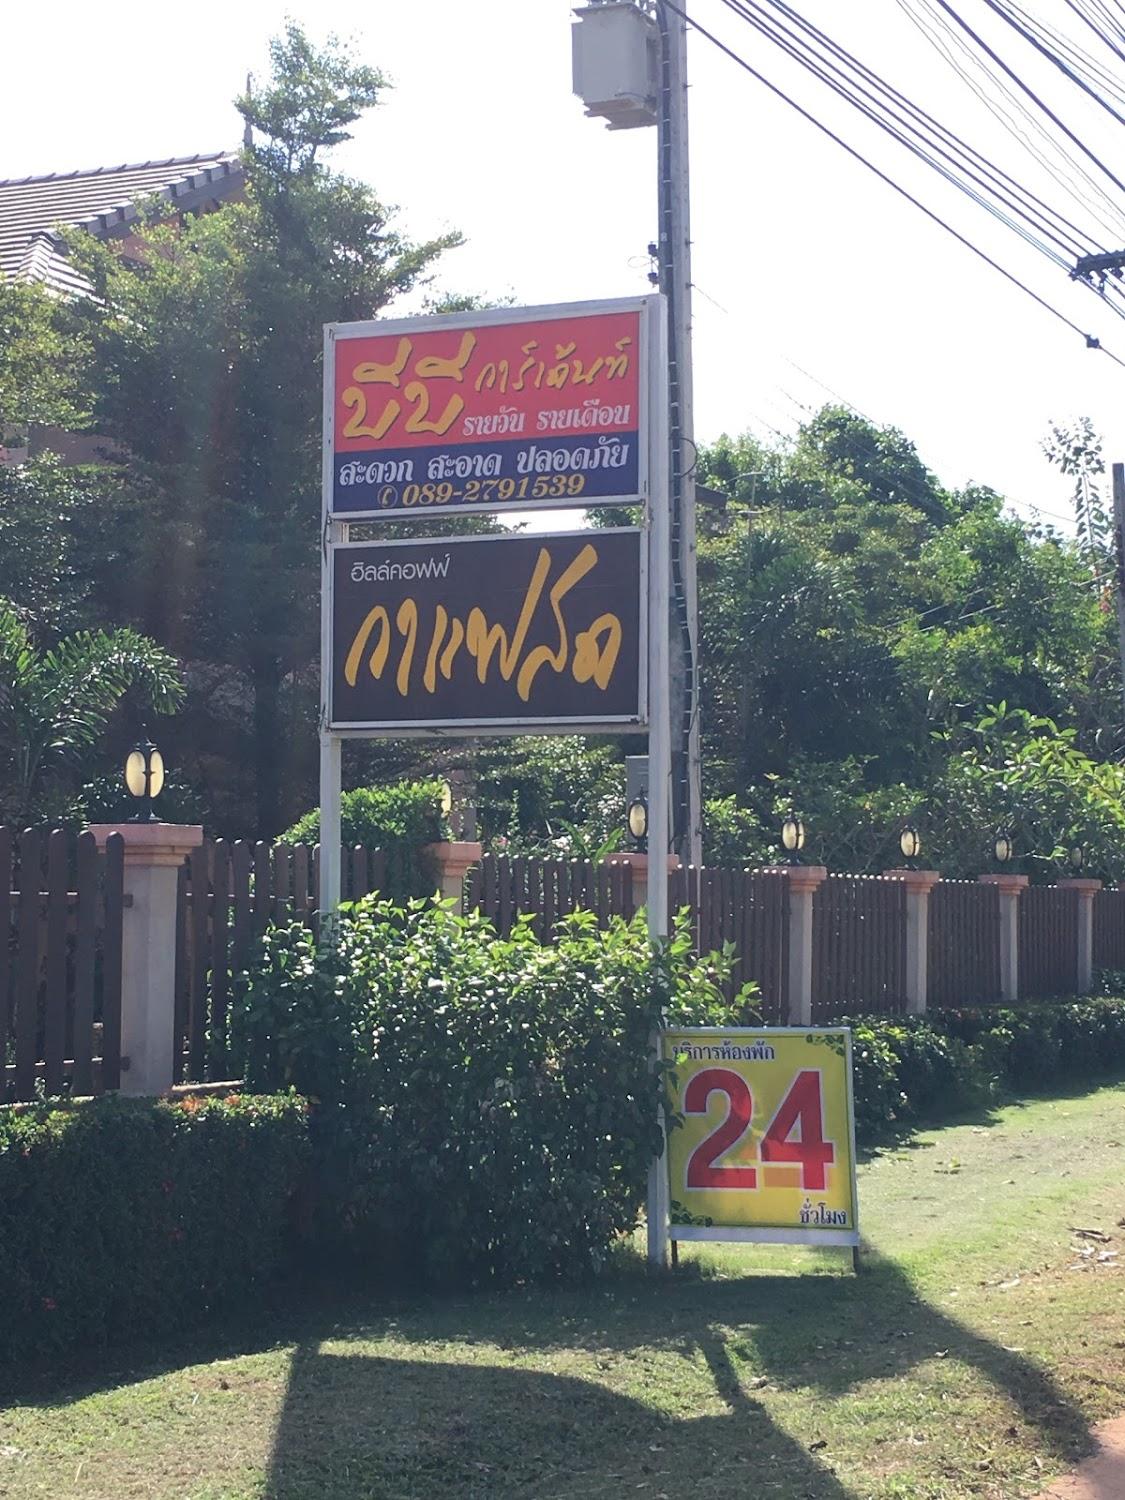 บีบี การ์เด้นท์
รายวัน รายเดือน
สะดวก สะอาด ปลอดภัย
✆ 089-2791539
ฮิลล์คอฟฟ์
กาแฟสด
บริการห้องพัก
24
ชั่วโมง